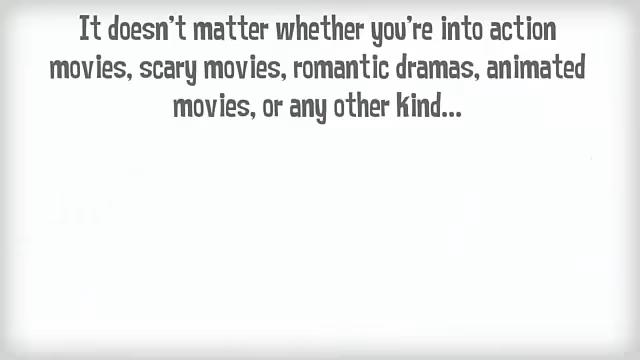 It doesn't matter whether you're into action
movies, scary movies, romantic dramas, animated
movies, or any other kind...